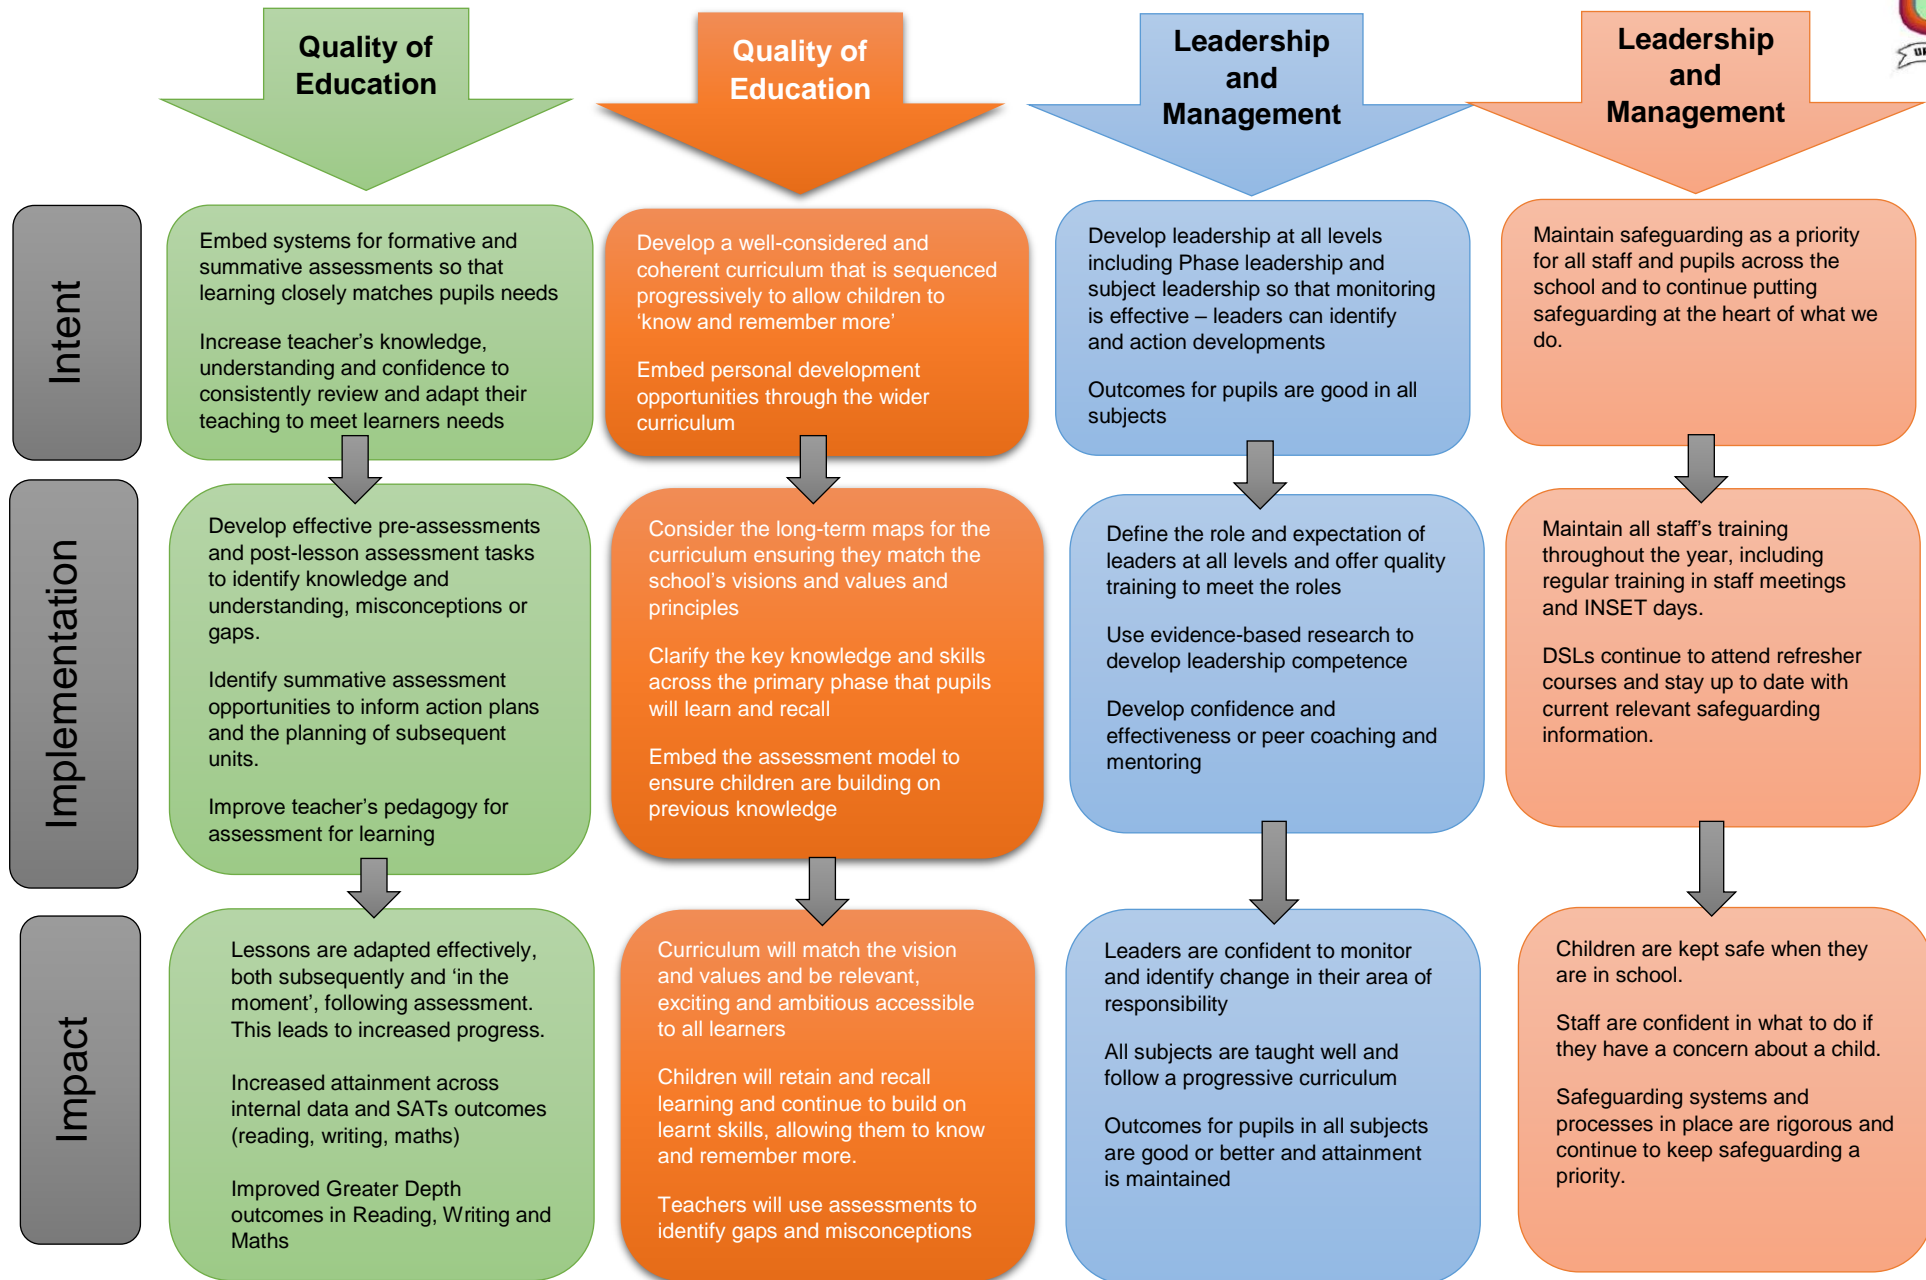 Quality of
Education
Quality of
Education
Leadership
and
Management
Leadership
and
Management
Intent
Embed systems for formative and
summative assessments so that
learning closely matches pupils needs
Increase teacher's knowledge,
understanding and confidence to
consistently review and adapt their
teaching to meet learners needs
Develop a well-considered and
coherent curriculum that is sequenced
progressively to allow children to
‘know and remember more’
Embed personal development
opportunities through the wider
curriculum
Develop leadership at all levels
including Phase leadership and
subject leadership so that monitoring
is effective – leaders can identify
and action developments
Outcomes for pupils are good in all
subjects
Maintain safeguarding as a priority
for all staff and pupils across the
school and to continue putting
safeguarding at the heart of what we
do.
Implementation
Develop effective pre-assessments
and post-lesson assessment tasks
to identify knowledge and
understanding, misconceptions or
gaps.
Identify summative assessment
opportunities to inform action plans
and the planning of subsequent
units.
Improve teacher's pedagogy for
assessment for learning
Consider the long-term maps for the
curriculum ensuring they match the
school's visions and values and
principles
Clarify the key knowledge and skills
across the primary phase that pupils
will learn and recall
Embed the assessment model to
ensure children are building on
previous knowledge
Define the role and expectation of
leaders at all levels and offer quality
training to meet the roles
Use evidence-based research to
develop leadership competence
Develop confidence and
effectiveness or peer coaching and
mentoring
Maintain all staff's training
throughout the year, including
regular training in staff meetings
and INSET days.
DSLs continue to attend refresher
courses and stay up to date with
current relevant safeguarding
information.
Impact
Lessons are adapted effectively,
both subsequently and ‘in the
moment’, following assessment.
This leads to increased progress.
Increased attainment across
internal data and SATs outcomes
(reading, writing, maths)
Improved Greater Depth
outcomes in Reading, Writing and
Maths
Curriculum will match the vision
and values and be relevant,
exciting and ambitious accessible
to all learners
Children will retain and recall
learning and continue to build on
learnt skills, allowing them to know
and remember more.
Teachers will use assessments to
identify gaps and misconceptions
Leaders are confident to monitor
and identify change in their area of
responsibility
All subjects are taught well and
follow a progressive curriculum
Outcomes for pupils in all subjects
are good or better and attainment
is maintained
Children are kept safe when they
are in school.
Staff are confident in what to do if
they have a concern about a child.
Safeguarding systems and
processes in place are rigorous and
continue to keep safeguarding a
priority.